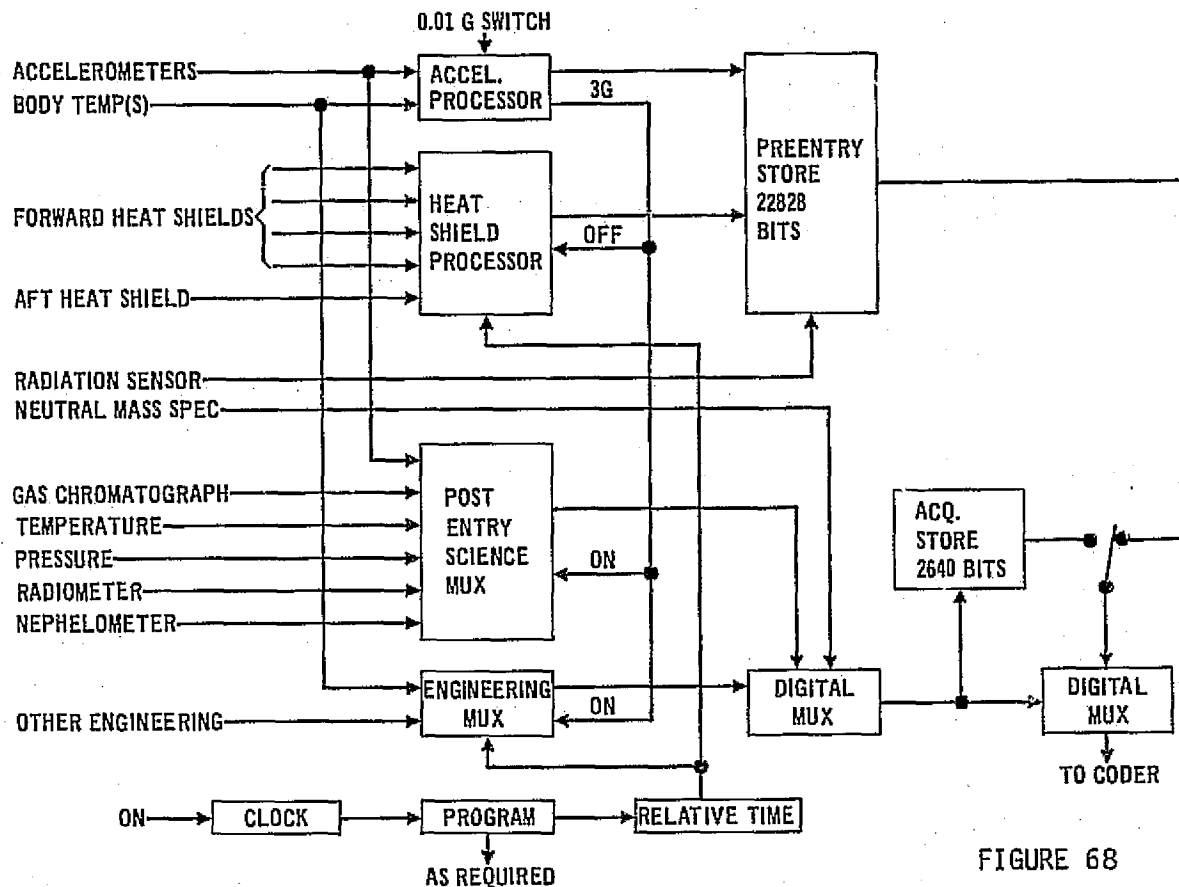 0.01 G SWITCH
ACCELEROMETERS
BODY TEMP(S)
ACCEL.
PROCESSOR
3G
PREENTRY
STORE
22828
BITS
FORWARD HEAT SHIELDS
HEAT
SHIELD
PROCESSOR
OFF
AFT HEAT SHIELD
RADIATION SENSOR
NEUTRAL MASS SPEC
GAS CHROMATOGRAPH
TEMPERATURE
PRESSURE
RADIOMETER
NEPHELOMETER
POST
ENTRY
SCIENCE
MUX
ON
ACQ.
STORE
2640 BITS
OTHER ENGINEERING
ENGINEERING
MUX
ON
DIGITAL
MUX
DIGITAL
MUX
TO CODER
ON
CLOCK
PROGRAM
RELATIVE TIME
AS REQUIRED
FIGURE 68